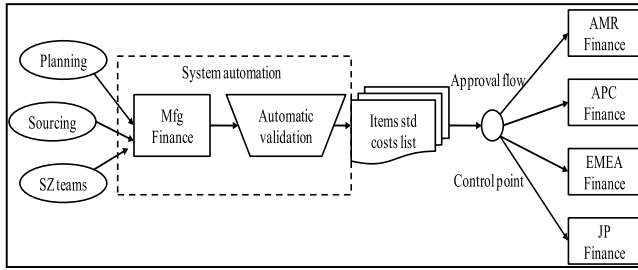 Planning
Sourcing
SZ teams
System automation
Mfg
Finance
Automatic
validation
Items std
costs list
Approval flow
Control point
AMR
Finance
APC
Finance
EMEA
Finance
JP
Finance